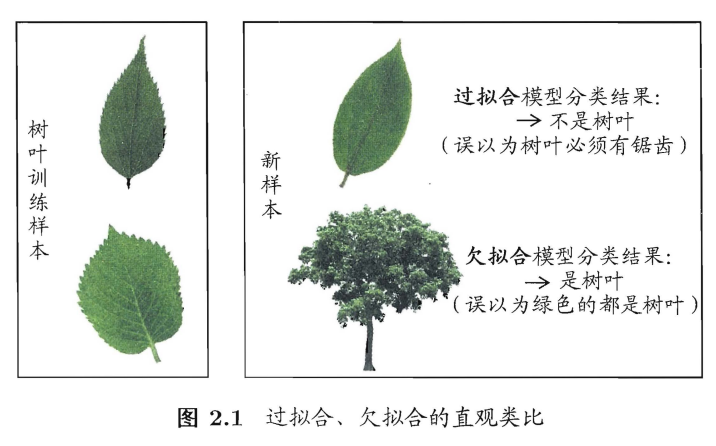 树叶训练样本
新样本
过拟合模型分类结果:
→ 不是树叶
(误以为树叶必须有锯齿)
欠拟合模型分类结果:
→ 是树叶
(误以为绿色的都是树叶)
图 2.1 过拟合、欠拟合的直观类比